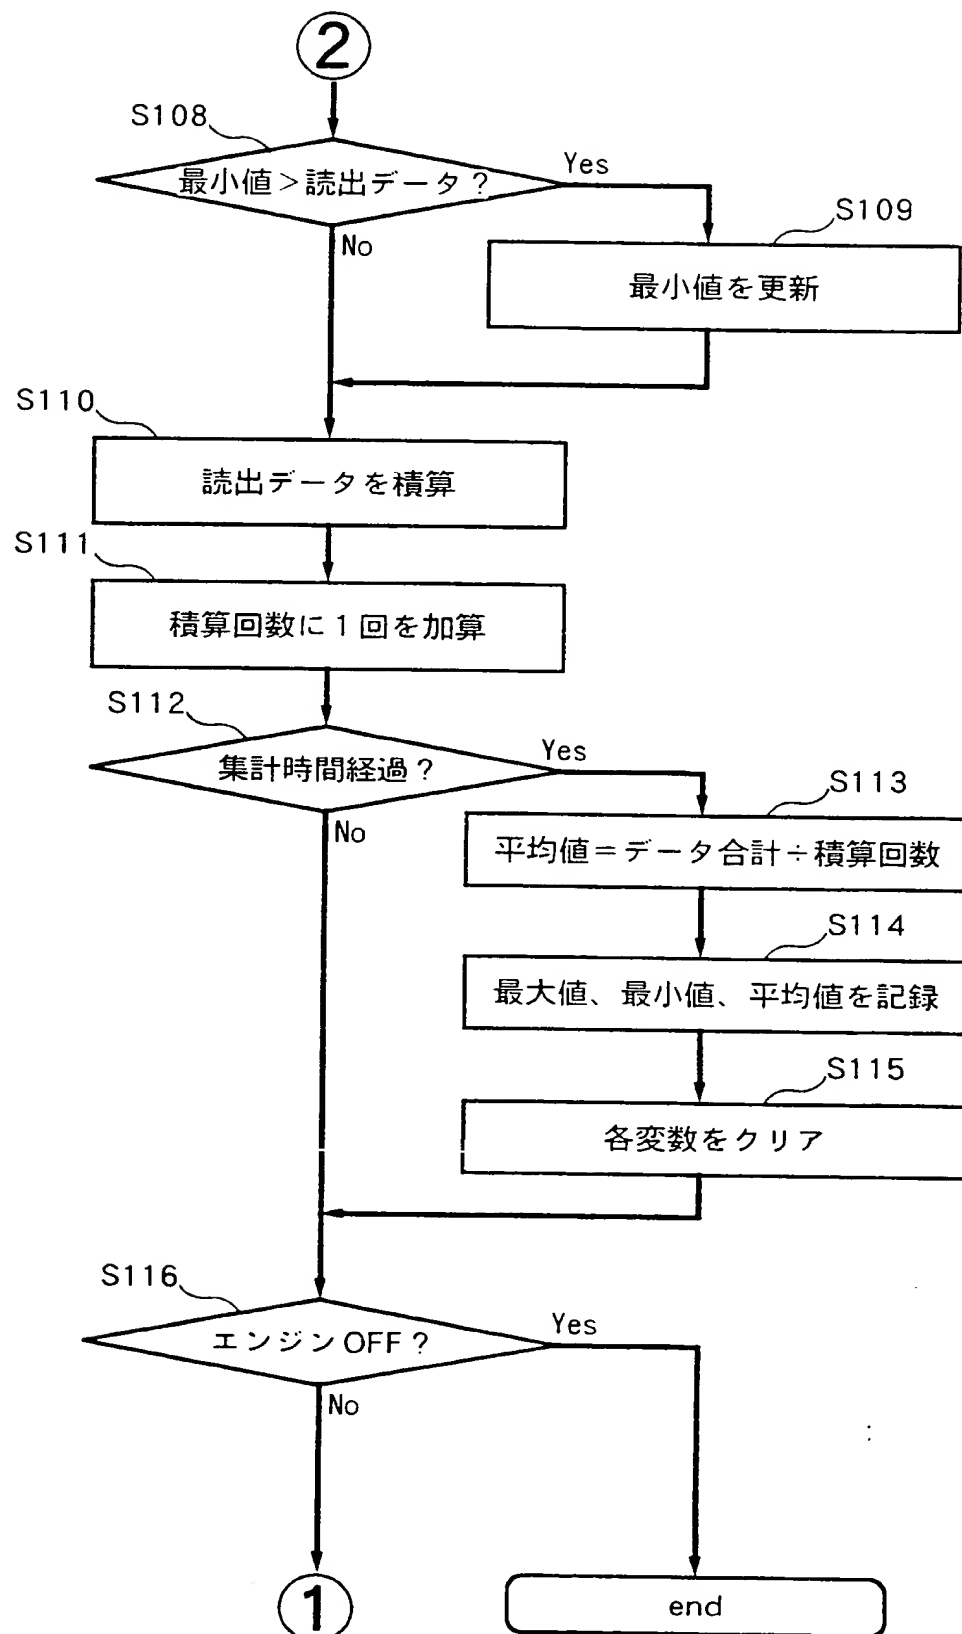 2
S108
最小値＞読出データ？
Yes
No
S109
最小値を更新
S110
読出データを積算
S111
積算回数に１回を加算
S112
集計時間経過？
Yes
No
S113
平均値＝データ合計÷積算回数
S114
最大値、最小値、平均値を記録
S115
各変数をクリア
S116
エンジンOFF？
Yes
No
1
end